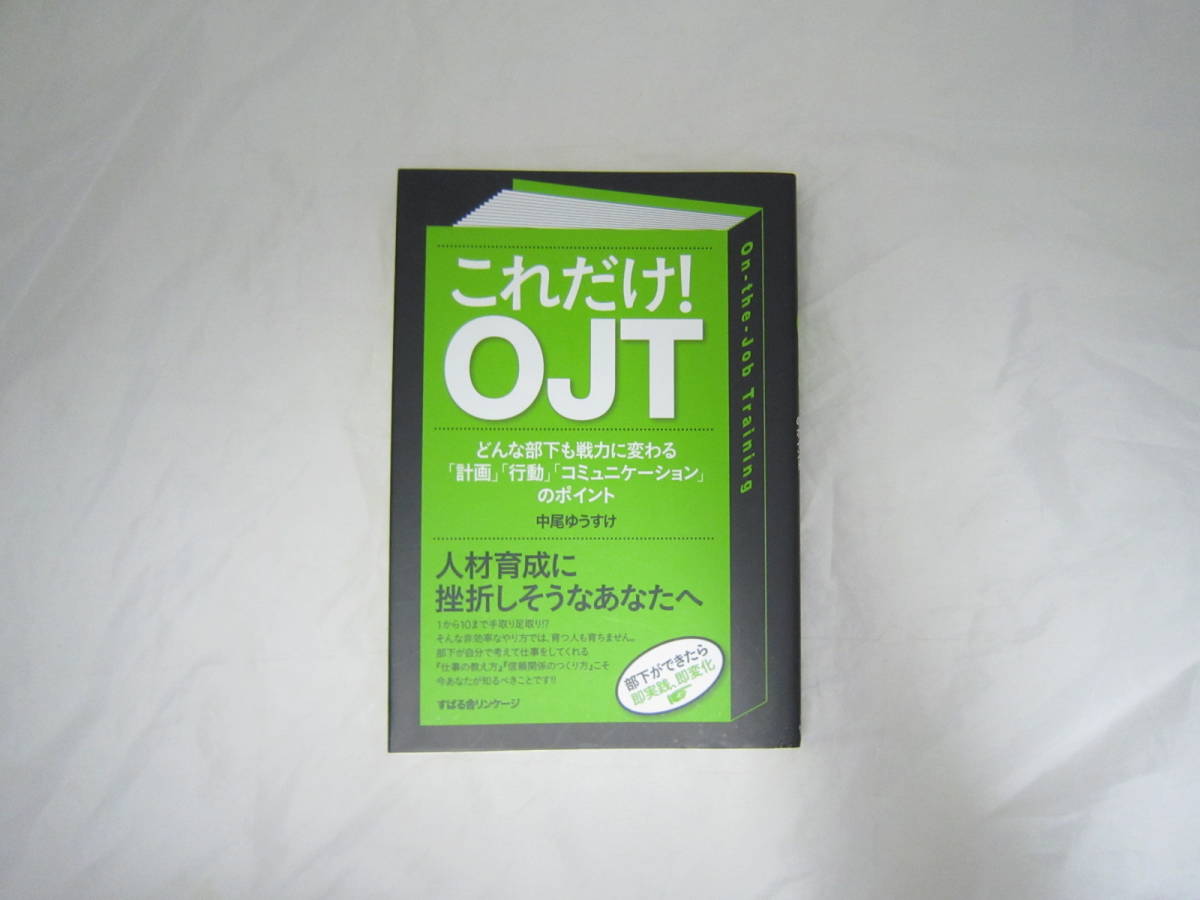 これだけ!
OJT
どんな部下も戦力に変わる
「計画」「行動」「コミュニケーション」
のポイント
中尾ゆうすけ
人材育成に
挫折しそうなあなたへ
1から10まで手取り足取り!?
そんな非効率なやり方では、育つ人も育ちません。
部下が自分で考えて仕事をしてくれる
『仕事の教え方』『信頼関係のつくり方』こそ
今あなたが知るべきことです!!
すばる舎リンケージ
部下ができたら
即実践、即変化
On-the-Job Training